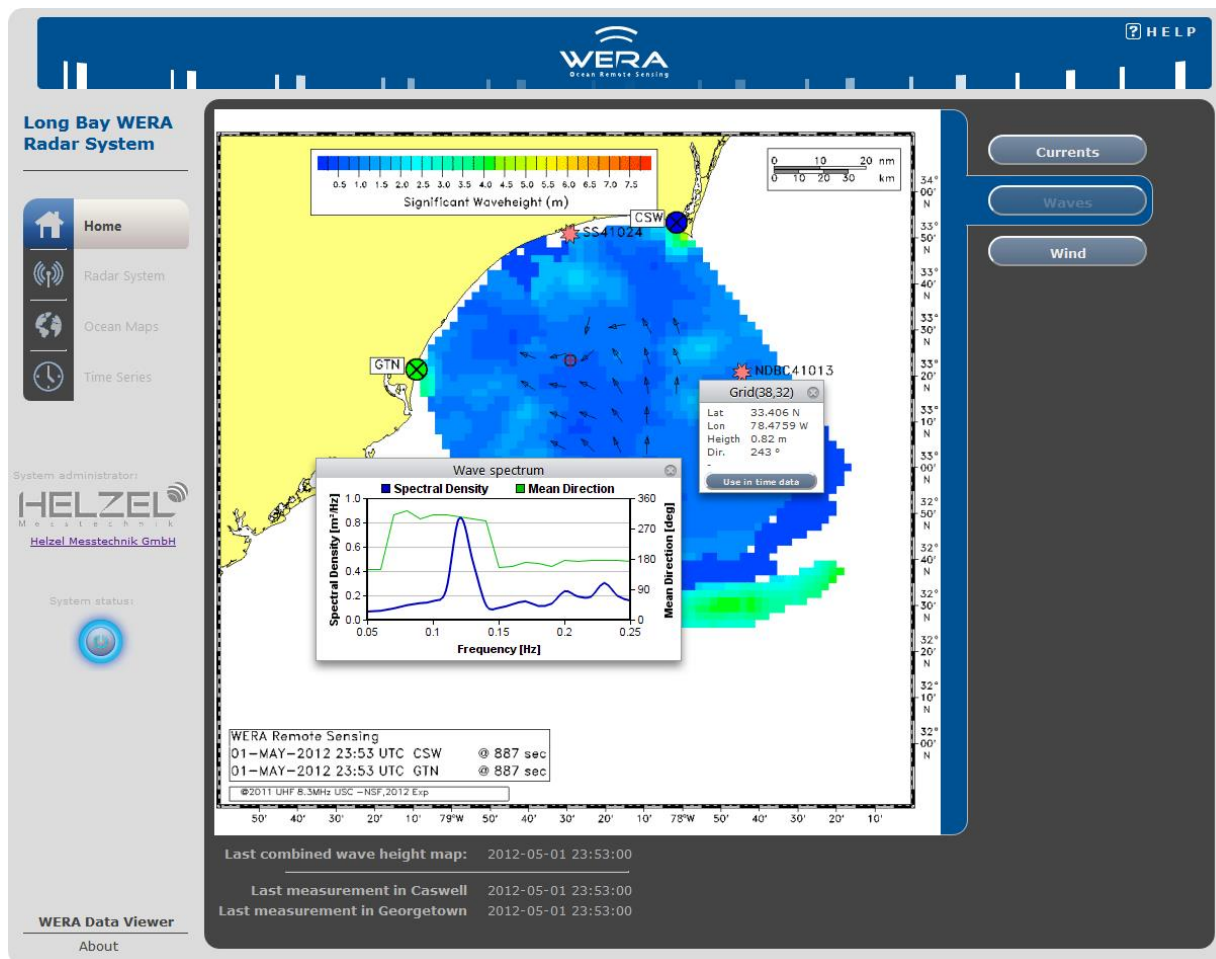 WERA
Ocean Remote Sensing
? HELP
Long Bay WERA
Radar System
Home
Radar System
Ocean Maps
Time Series
System administrator:
HELZEL
Messtechnik
Helzel Messtechnik GmbH
System status:
WERA Data Viewer
About
0.5 1.0 1.5 2.0 2.5 3.0 3.5 4.0 4.5 5.0 5.5 6.0 6.5 7.0 7.5
Significant Waveheight (m)
0 10 20 nm
0 10 20 30 km
CSW
SS41024
GTN
NDBC41013
34° 00' N
33° 50' N
33° 40' N
33° 30' N
33° 20' N
33° 10' N
33° 00' N
32° 50' N
32° 40' N
32° 30' N
32° 20' N
32° 10' N
32° 00' N
Grid(38,32)
Lat 33.406 N
Lon 78.4759 W
Heigth 0.82 m
Dir. 243 °
-
Use in time data
Wave spectrum
Spectral Density Mean Direction
Spectral Density [m²/Hz]
1.0
0.8
0.6
0.4
0.2
0.0
360
270
180
90
0
Mean Direction [deg]
0.05 0.1 0.15 0.2 0.25
Frequency [Hz]
WERA Remote Sensing
01-MAY-2012 23:53 UTC CSW @ 887 sec
01-MAY-2012 23:53 UTC GTN @ 887 sec
©2011 UHF 8.3MHz USC -NSF,2012 Exp
50' 40' 30' 20' 10' 79°W 50' 40' 30' 20' 10' 78°W 50' 40' 30' 20' 10'
Currents
Waves
Wind
Last combined wave height map: 2012-05-01 23:53:00
Last measurement in Caswell 2012-05-01 23:53:00
Last measurement in Georgetown 2012-05-01 23:53:00